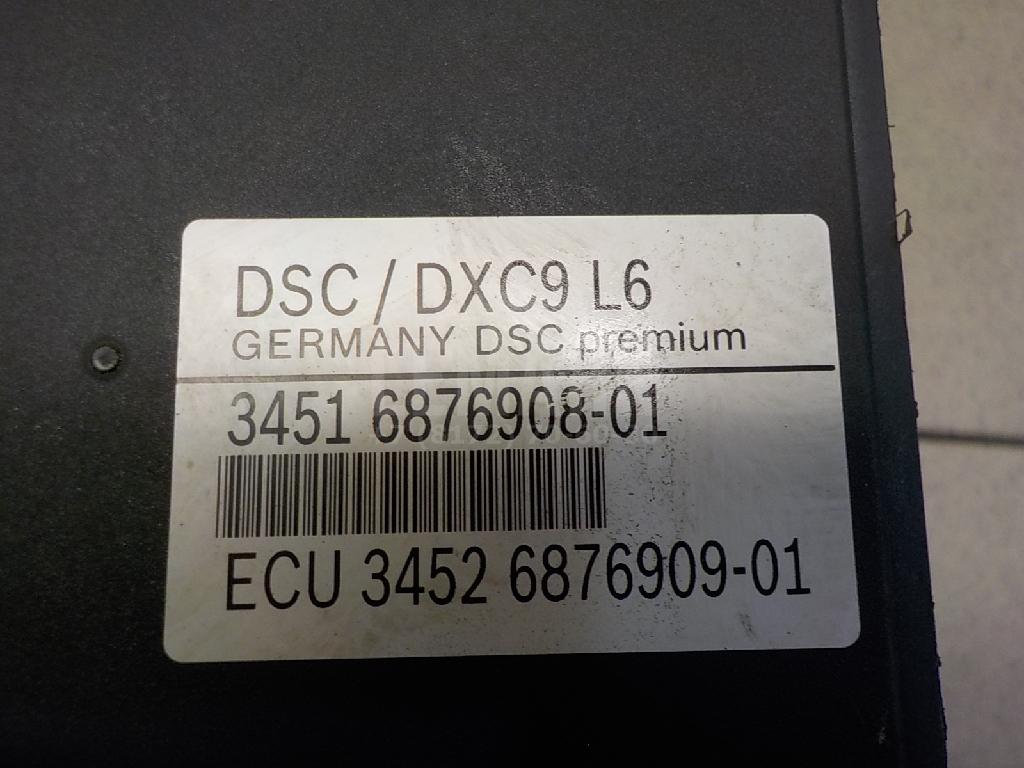 DSC / DXC9 L6
GERMANY DSC premium
3451 6876908-01
ECU 3452 6876909-01